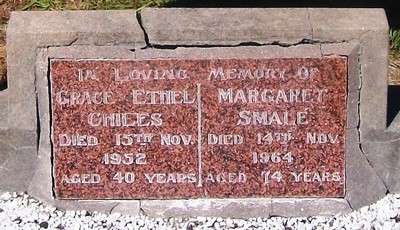 IN LOVING MEMORY OF
GRACE ETHEL
CHILES
DIED 15TH NOV.
1952
AGED 40 YEARS
MARGARET
SMALE
DIED 14TH NOV.
1964
AGED 74 YEARS